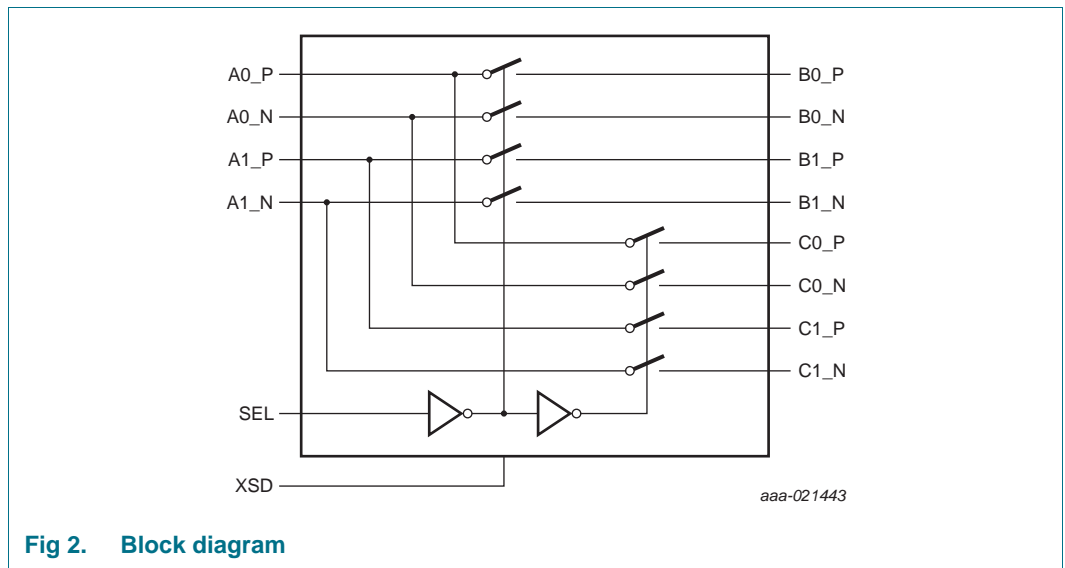 A0_P
B0_P
A0_N
B0_N
A1_P
B1_P
A1_N
B1_N
C0_P
C0_N
C1_P
C1_N
SEL
XSD
aaa-021443
Fig 2. Block diagram